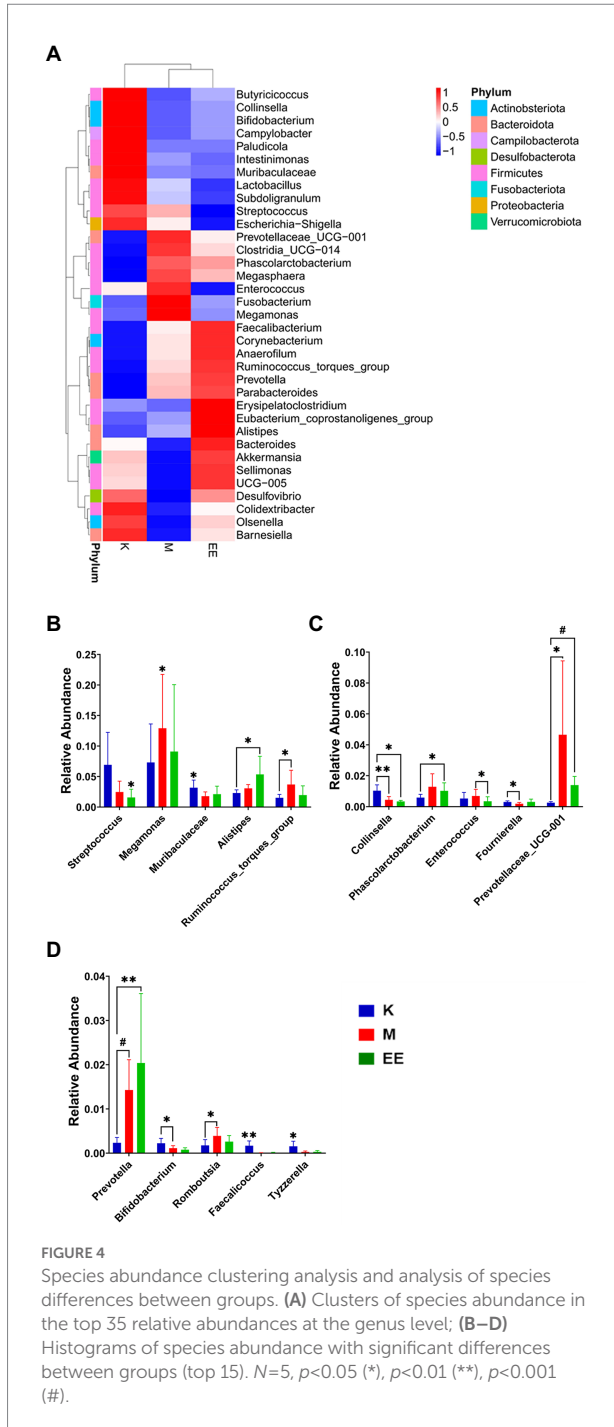 A
Butyricicoccus
Collinsella
Bifidobacterium
Campylobacter
Paludicola
Intestinimonas
Muribaculaceae
Lactobacillus
Subdoligranulum
Streptococcus
Escherichia-Shigella
Prevotellaceae_UCG-001
Clostridia_UCG-014
Phascolarctobacterium
Megasphaera
Enterococcus
Fusobacterium
Megamonas
Faecalibacterium
Corynebacterium
Anaerofilum
Ruminococcus_torques_group
Prevotella
Parabacteroides
Erysipelatoclostridium
Eubacterium_coprostanoligenes_group
Alistipes
Bacteroides
Akkermansia
Sellimonas
UCG-005
Desulfovibrio
Colidextribacter
Olsenella
Barnesiella
Phylum
K
M
EE
1
0.5
0
−0.5
−1
Phylum
Actinobsteriota
Bacteroidota
Campilobacterota
Desulfobacterota
Firmicutes
Fusobacteriota
Proteobacteria
Verrucomicrobiota
B
Relative Abundance
0.25
0.20
0.15
0.10
0.05
0.00
* * * * *
Streptococcus
Megamonas
Muribaculaceae
Alistipes
Ruminococcus_torques_group
C
Relative Abundance
0.10
0.08
0.06
0.04
0.02
0.00
** * * * * * #
Collinsella
Phascolarctobacterium
Enterococcus
Fournierella
Prevotellaceae_UCG-001
D
Relative Abundance
0.04
0.03
0.02
0.01
0.00
# ** * * ** *
Prevotella
Bifidobacterium
Romboutsia
Faecalicoccus
Tyzzerella
K
M
EE
FIGURE 4
Species abundance clustering analysis and analysis of species
differences between groups. (A) Clusters of species abundance in
the top 35 relative abundances at the genus level; (B–D)
Histograms of species abundance with significant differences
between groups (top 15). N=5, p<0.05 (*), p<0.01 (**), p<0.001
(#).